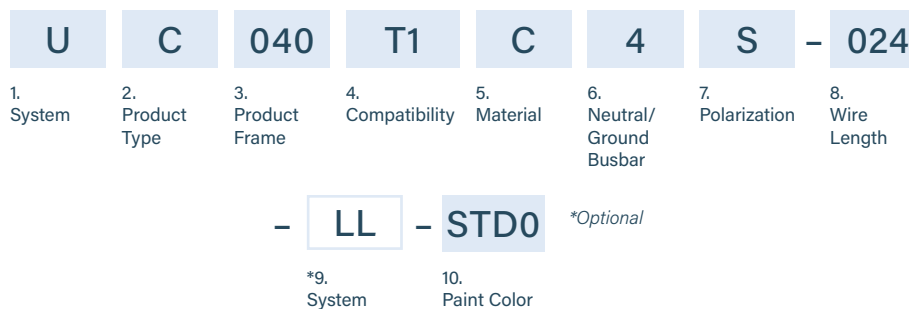 U C 040 T1 C 4 S – 024
1. 2. 3. 4. 5. 6. 7. 8.
System Product Product Compatibility Material Neutral/ Polarization Wire
Type Frame Ground Length
Busbar
– LL – STD0 *Optional
*9. 10.
System Paint Color